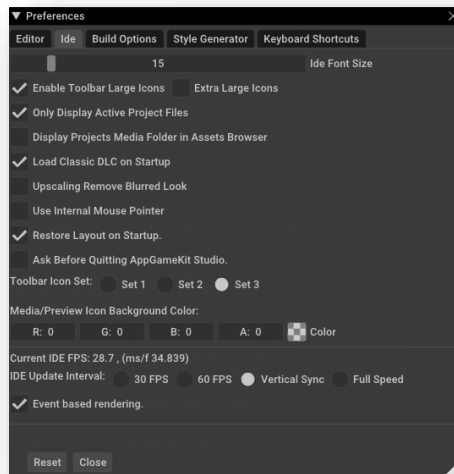 Preferences
Editor Ide Build Options Style Generator Keyboard Shortcuts
15 Ide Font Size
Enable Toolbar Large Icons Extra Large Icons
Only Display Active Project Files
Display Projects Media Folder in Assets Browser
Load Classic DLC on Startup
Upscaling Remove Blurred Look
Use Internal Mouse Pointer
Restore Layout on Startup.
Ask Before Quitting AppGameKit Studio.
Toolbar Icon Set: Set 1 Set 2 Set 3
Media/Preview Icon Background Color:
R: 0 G: 0 B: 0 A: 0 Color
Current IDE FPS: 28.7 , (ms/f 34.839)
IDE Update Interval: 30 FPS 60 FPS Vertical Sync Full Speed
Event based rendering.
Reset Close